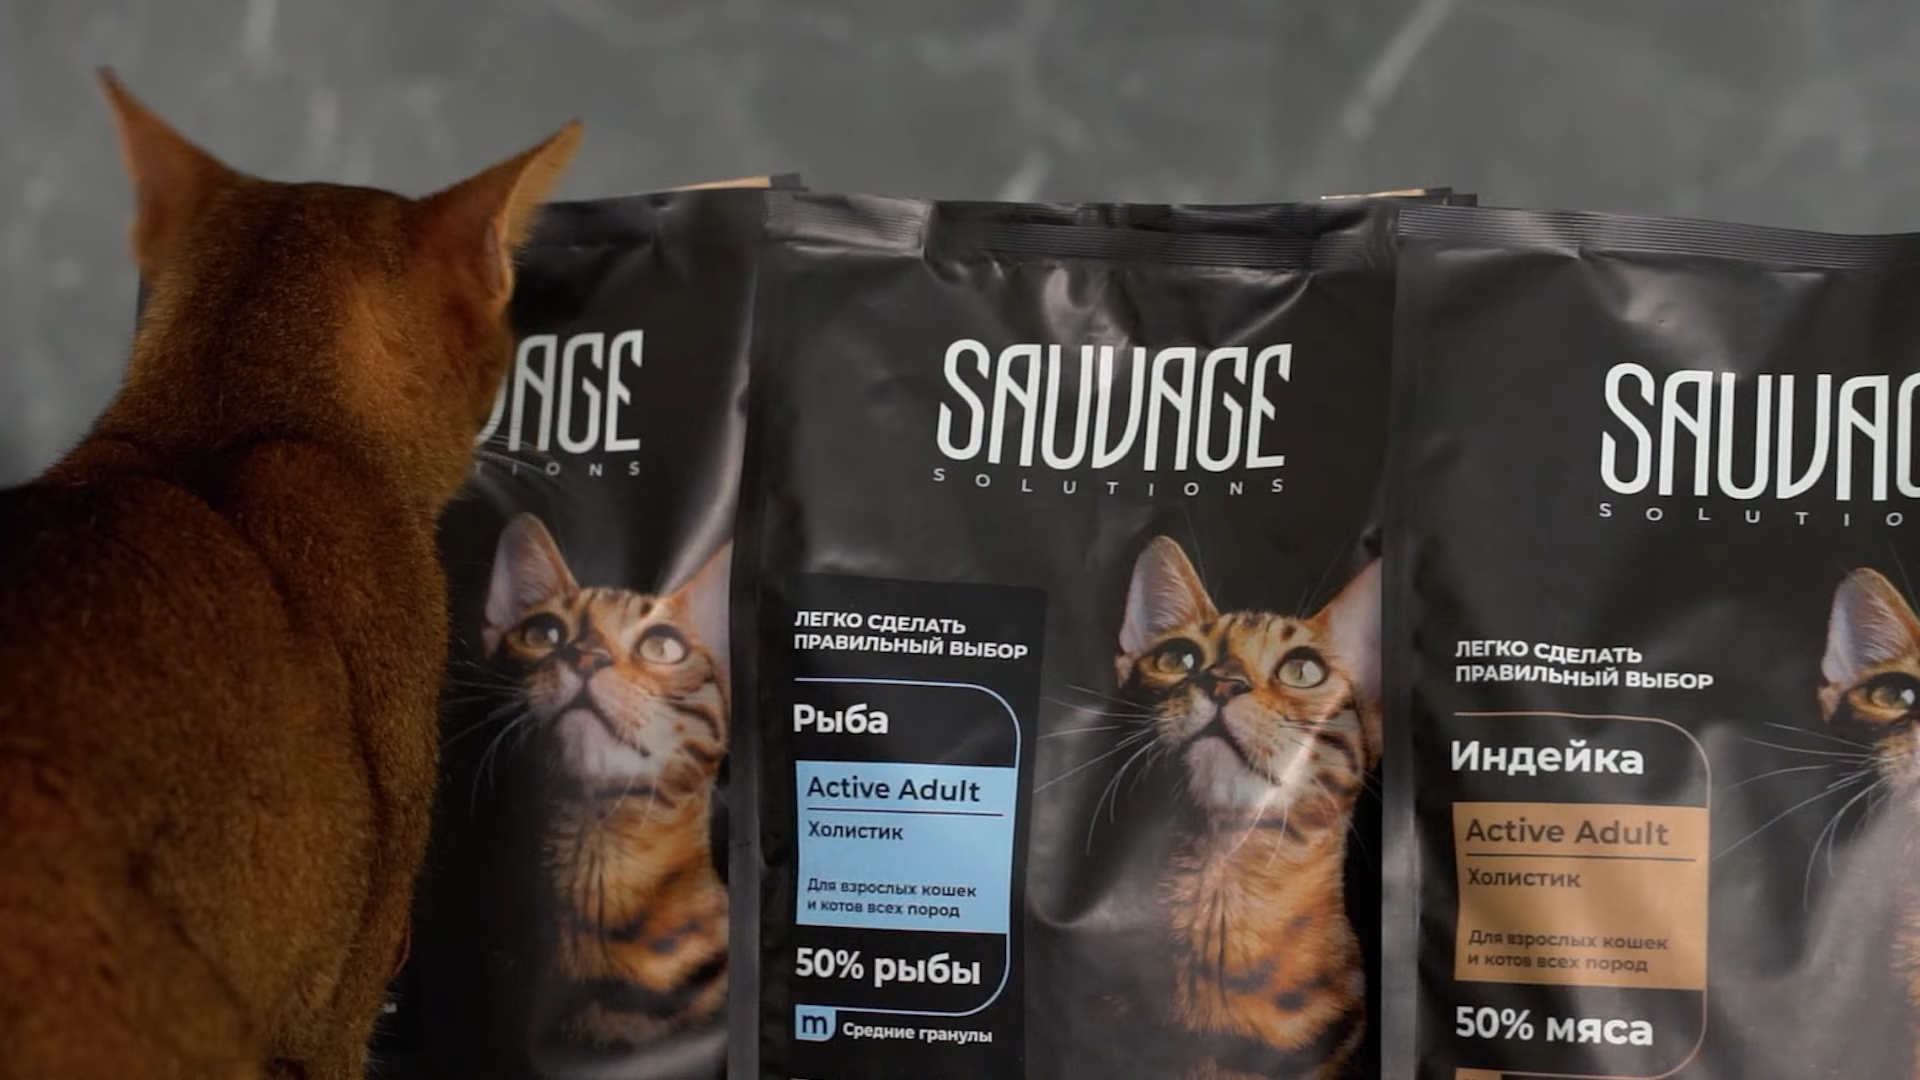 AGE
TIONS
SAUVAGE
SOLUTIONS
ЛЕГКО СДЕЛАТЬ
ПРАВИЛЬНЫЙ ВЫБОР
Рыба
Active Adult
Холистик
Для взрослых кошек
и котов всех пород
50% рыбы
m Средние гранулы
SAUVAG
SOLUTIO
ЛЕГКО СДЕЛАТЬ
ПРАВИЛЬНЫЙ ВЫБОР
Индейка
Active Adult
Холистик
Для взрослых кошек
и котов всех пород
50% мяса